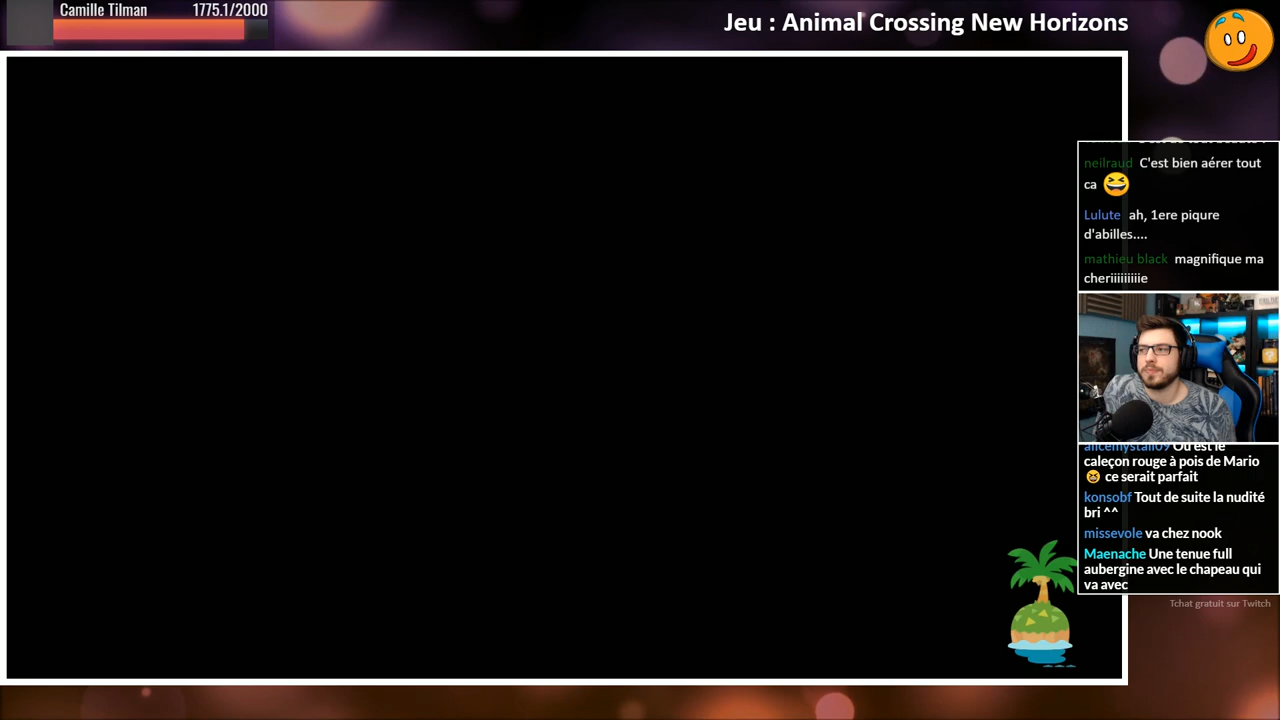 Camille Tilman 1775.1/2000
Jeu : Animal Crossing New Horizons
neilraud C'est bien aérer tout
ca
Lulute ah, 1ere piqure
d'abilles....
mathieu black magnifique ma
cheriiiiiiiiie
Où est le
caleçon rouge à pois de Mario
ce serait parfait
konsobf Tout de suite la nudité
bri ^^
missevole va chez nook
Maenache Une tenue full
aubergine avec le chapeau qui
va avec
Tchat gratuit sur Twitch